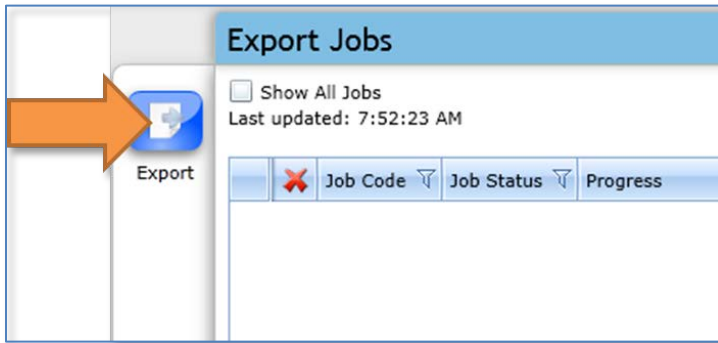 Export Jobs
Show All Jobs
Last updated: 7:52:23 AM
Export
Job Code Job Status Progress